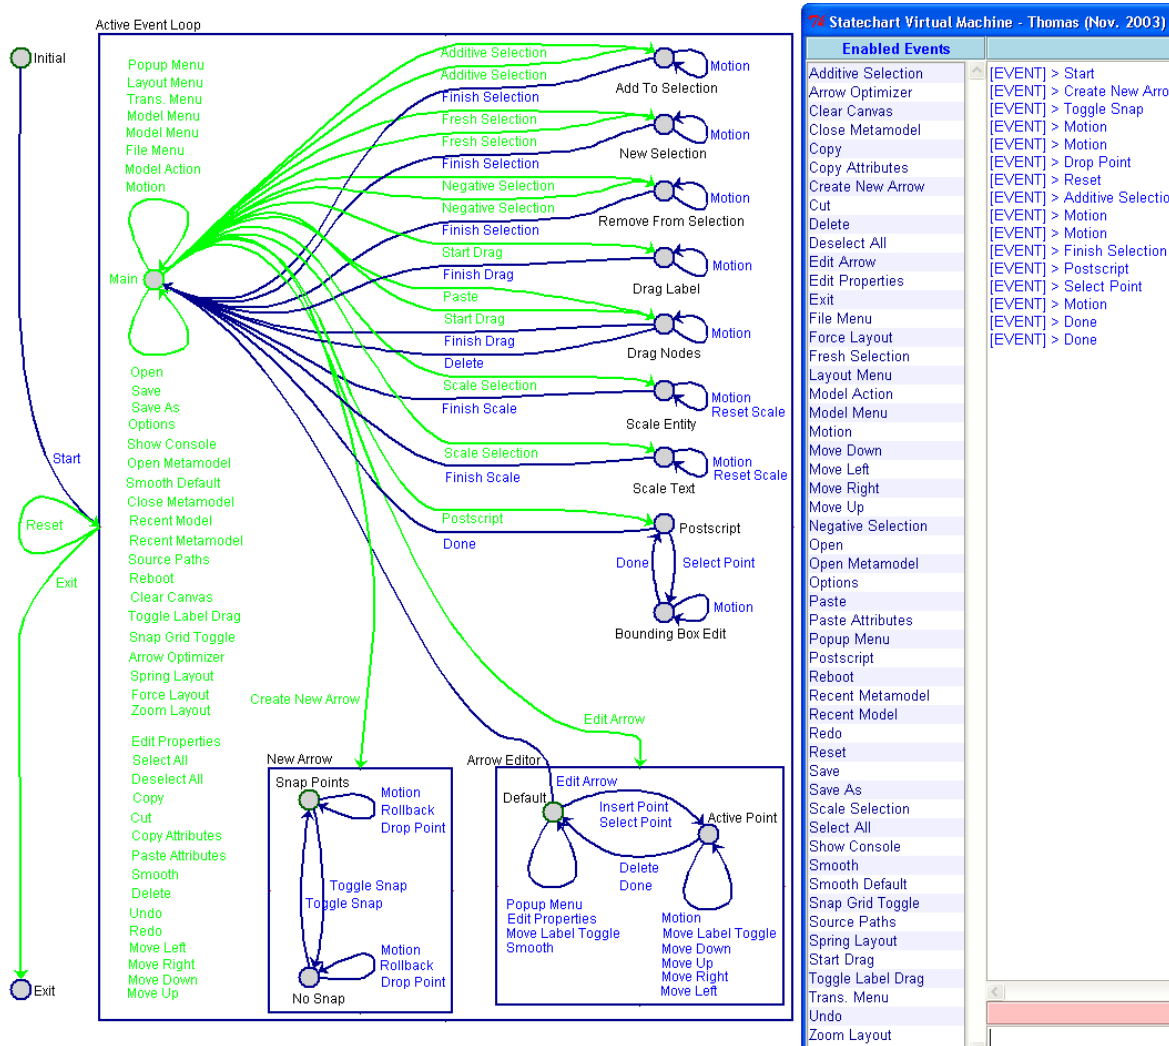 Active Event Loop
Initial
Popup Menu
Layout Menu
Trans. Menu
Model Menu
Model Menu
File Menu
Model Action
Motion
Main
Open
Save
Save As
Options
Show Console
Open Metamodel
Smooth Default
Close Metamodel
Recent Model
Recent Metamodel
Source Paths
Reboot
Clear Canvas
Toggle Label Drag
Snap Grid Toggle
Arrow Optimizer
Spring Layout
Force Layout
Zoom Layout
Edit Properties
Select All
Deselect All
Copy
Cut
Copy Attributes
Paste Attributes
Smooth
Delete
Undo
Redo
Move Left
Move Right
Move Down
Move Up
Start
Reset
Exit
Exit
Additive Selection
Additive Selection
Finish Selection
Motion
Add To Selection
Fresh Selection
Fresh Selection
Finish Selection
Motion
New Selection
Negative Selection
Negative Selection
Finish Selection
Motion
Remove From Selection
Start Drag
Finish Drag
Motion
Drag Label
Paste
Start Drag
Finish Drag
Delete
Motion
Drag Nodes
Scale Selection
Finish Scale
Motion
Reset Scale
Scale Entity
Scale Selection
Finish Scale
Motion
Reset Scale
Scale Text
Postscript
Done
Postscript
Done
Select Point
Motion
Bounding Box Edit
Create New Arrow
Edit Arrow
New Arrow
Snap Points
Motion
Rollback
Drop Point
Toggle Snap
Toggle Snap
Motion
Rollback
Drop Point
No Snap
Arrow Editor
Edit Arrow
Default
Insert Point
Select Point
Active Point
Delete
Done
Popup Menu
Edit Properties
Move Label Toggle
Smooth
Motion
Move Label Toggle
Move Down
Move Up
Move Right
Move Left
Statechart Virtual Machine - Thomas (Nov. 2003)
Enabled Events
Additive Selection
Arrow Optimizer
Clear Canvas
Close Metamodel
Copy
Copy Attributes
Create New Arrow
Cut
Delete
Deselect All
Edit Arrow
Edit Properties
Exit
File Menu
Force Layout
Fresh Selection
Layout Menu
Model Action
Model Menu
Motion
Move Down
Move Left
Move Right
Move Up
Negative Selection
Open
Open Metamodel
Options
Paste
Paste Attributes
Popup Menu
Postscript
Reboot
Recent Metamodel
Recent Model
Redo
Reset
Save
Save As
Scale Selection
Select All
Show Console
Smooth
Smooth Default
Snap Grid Toggle
Source Paths
Spring Layout
Start Drag
Toggle Label Drag
Trans. Menu
Undo
Zoom Layout
[EVENT] > Start
[EVENT] > Create New Arro
[EVENT] > Toggle Snap
[EVENT] > Motion
[EVENT] > Motion
[EVENT] > Drop Point
[EVENT] > Reset
[EVENT] > Additive Selectio
[EVENT] > Motion
[EVENT] > Motion
[EVENT] > Finish Selection
[EVENT] > Postscript
[EVENT] > Select Point
[EVENT] > Motion
[EVENT] > Done
[EVENT] > Done